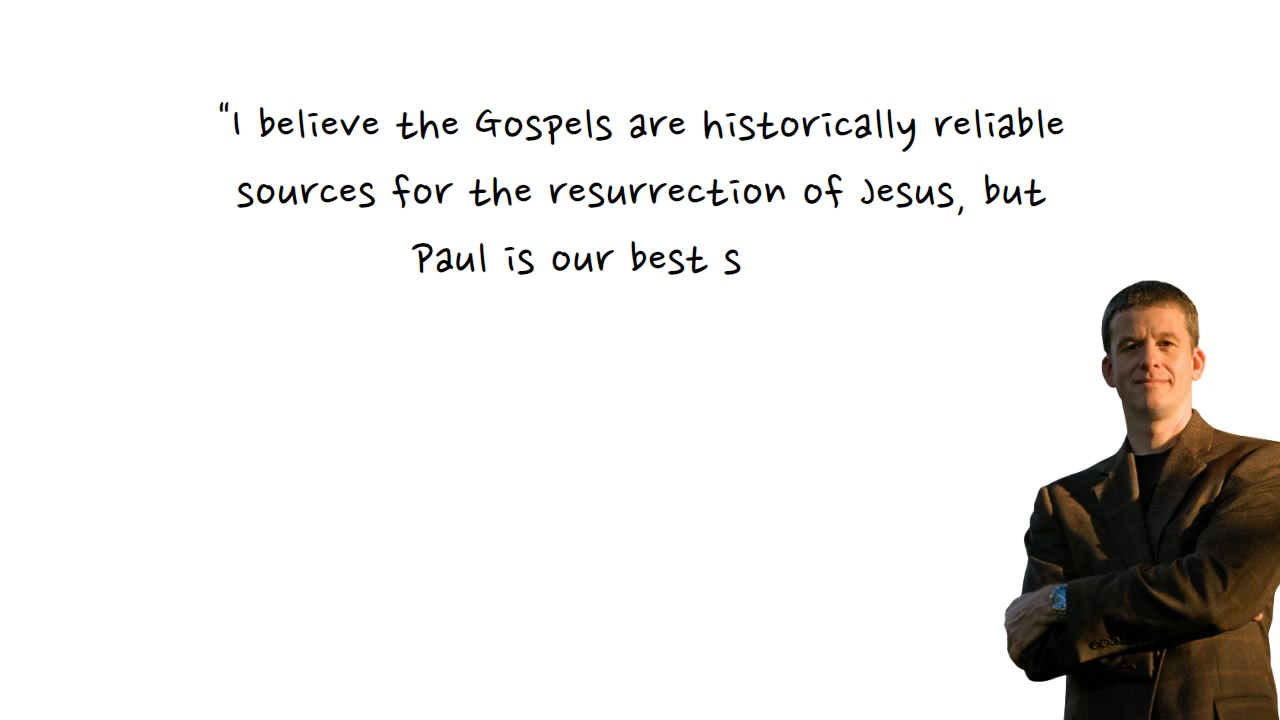 "I believe the Gospels are historically reliable
sources for the resurrection of Jesus, but
Paul is our best s